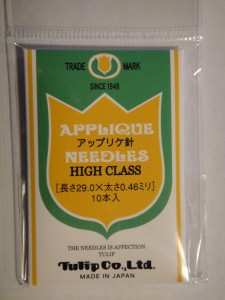 TRADE MARK
SINCE 1948
APPLIQUE
アップリケ針
NEEDLES
HIGH CLASS
[長さ29.0×太さ0.46ミリ]
10本入
THE NEEDLES IS AFFECTION
TULIP
Tulip Co.,Ltd.
MADE IN JAPAN